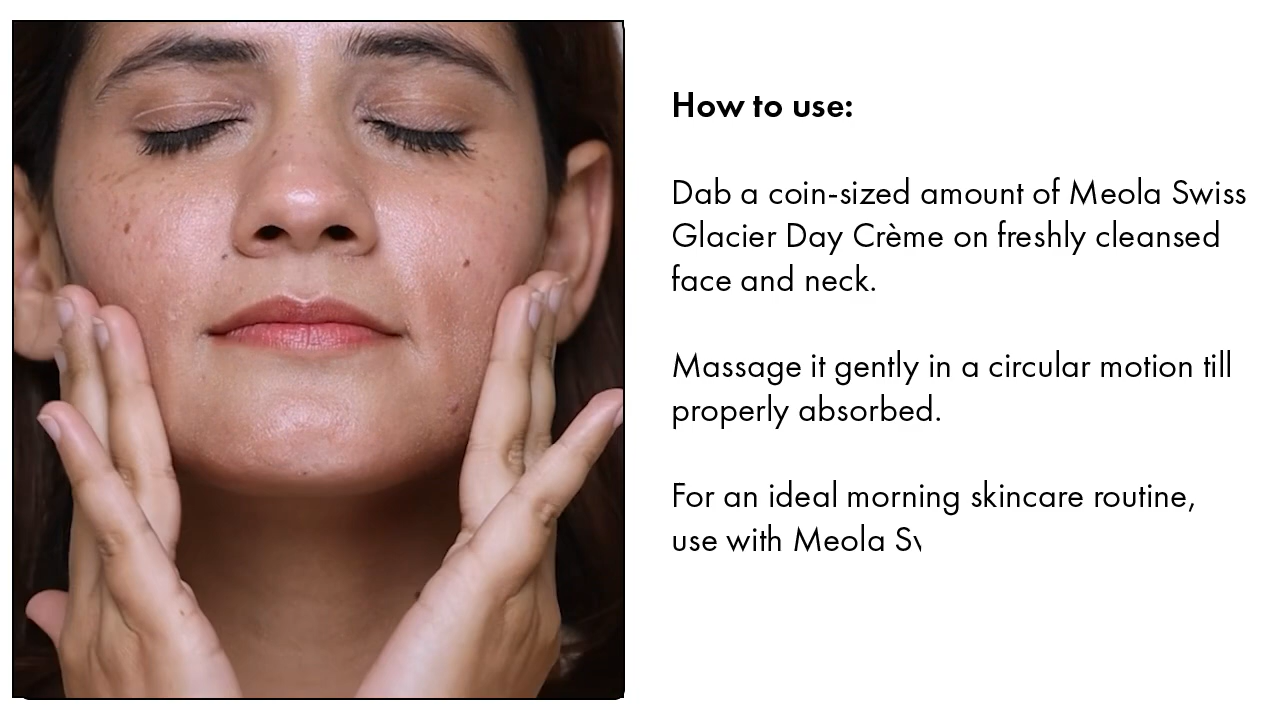 How to use:
Dab a coin-sized amount of Meola Swiss
Glacier Day Crème on freshly cleansed
face and neck.
Massage it gently in a circular motion till
properly absorbed.
For an ideal morning skincare routine,
use with Meola